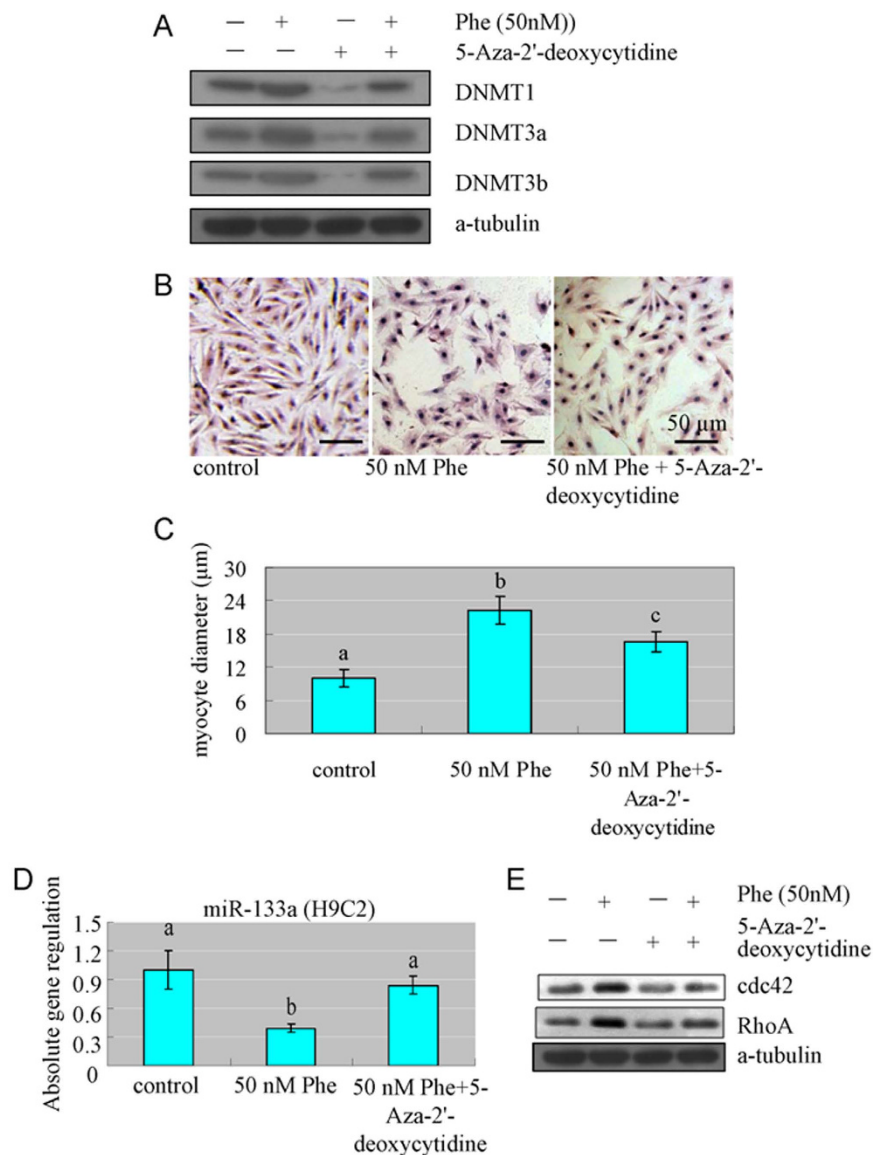 A
— + — + Phe (50nM))
— — + + 5-Aza-2'-deoxycytidine
DNMT1
DNMT3a
DNMT3b
a-tubulin
B
50 µm
control
50 nM Phe
50 nM Phe + 5-Aza-2'-
deoxycytidine
C
myocyte diameter (µm)
30
24
18
12
6
0
a
b
c
control
50 nM Phe
50 nM Phe+5-
Aza-2'-
deoxycytidine
D
miR-133a (H9C2)
Absolute gene regulation
1.5
1.2
0.9
0.6
0.3
0
a
b
a
control
50 nM Phe
50 nM Phe+5-
Aza-2'-
deoxycytidine
E
— + — + Phe (50nM)
— — + + 5-Aza-2'-
deoxycytidine
cdc42
RhoA
a-tubulin